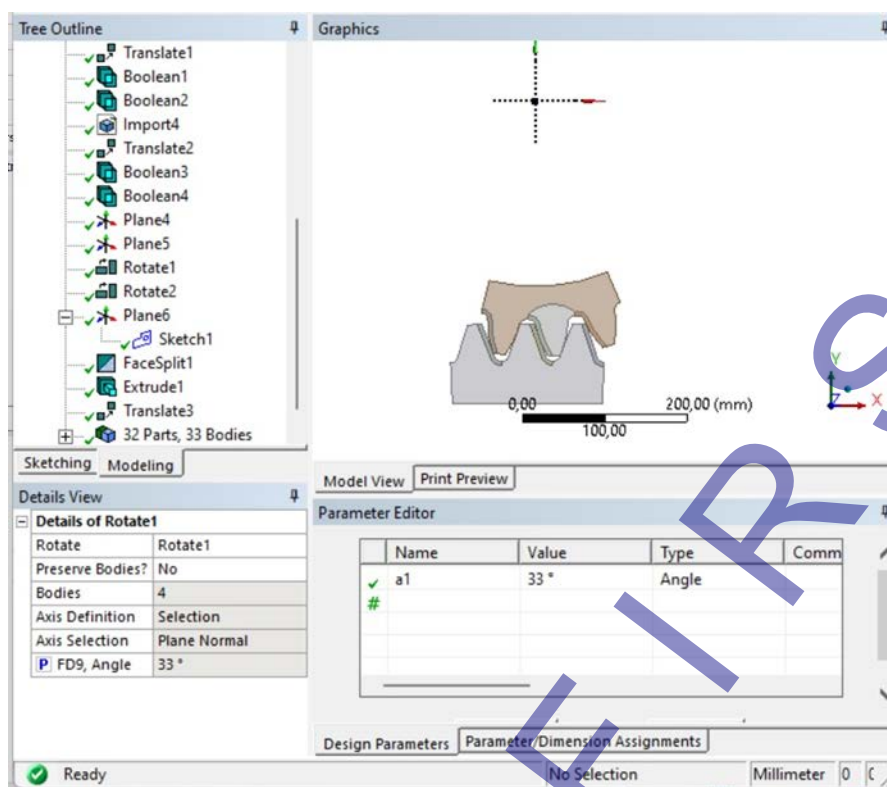 Tree Outline
Translate1
Boolean1
Boolean2
Import4
Translate2
Boolean3
Boolean4
Plane4
Plane5
Rotate1
Rotate2
Plane6
Sketch1
FaceSplit1
Extrude1
Translate3
32 Parts, 33 Bodies
Sketching Modeling
Details View
Details of Rotate1
Rotate Rotate1
Preserve Bodies? No
Bodies 4
Axis Definition Selection
Axis Selection Plane Normal
P FD9, Angle 33 °
Graphics
Y
Z X
0,00 200,00 (mm)
100,00
Model View Print Preview
Parameter Editor
Name Value Type Comm
a1 33 ° Angle
#
Design Parameters Parameter/Dimension Assignments
Ready No Selection Millimeter 0
EIRS